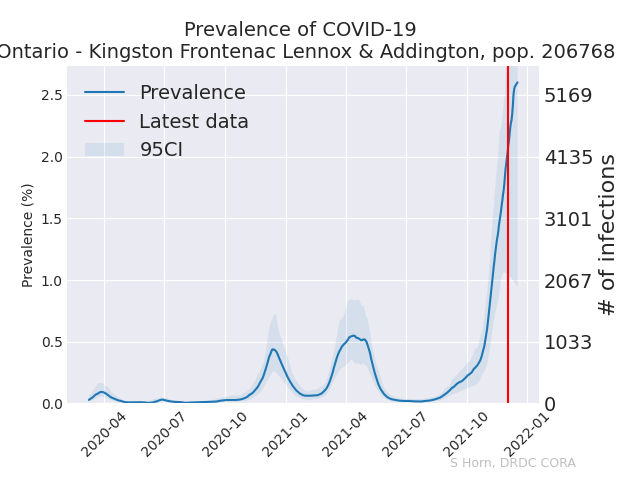 Prevalence of COVID-19
Ontario - Kingston Frontenac Lennox & Addington, pop. 206768
Prevalence
Latest data
95CI
Prevalence (%)
2.5
2.0
1.5
1.0
0.5
0.0
5169
4135
3101
2067
1033
0
# of infections
2020-04
2020-07
2020-10
2021-01
2021-04
2021-07
2021-10
2022-01
S Horn, DRDC CORA